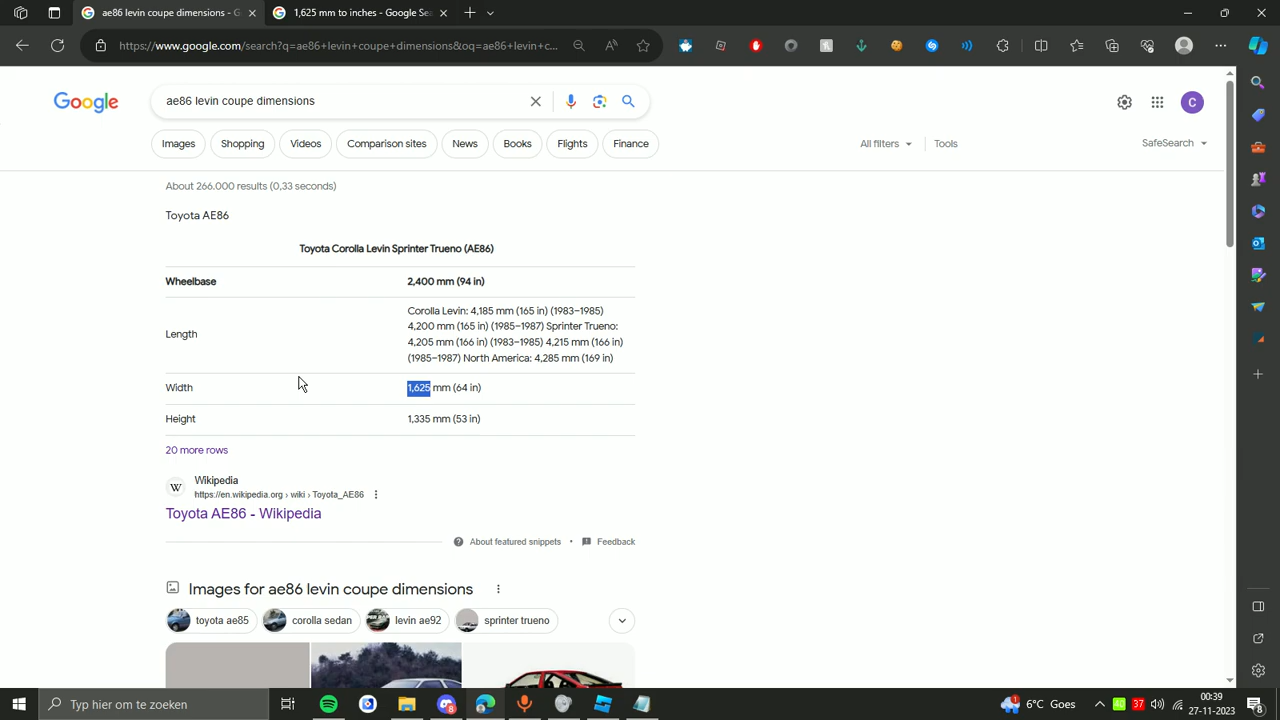 ae86 levin coupe dimensions - G
1,625 mm to inches - Google Sea
https://www.google.com/search?q=ae86+levin+coupe+dimensions&oq=ae86+levin+c...
Google
ae86 levin coupe dimensions
C
Images
Shopping
Videos
Comparison sites
News
Books
Flights
Finance
All filters
Tools
SafeSearch
About 266.000 results (0,33 seconds)
Toyota AE86
Toyota Corolla Levin Sprinter Trueno (AE86)
Wheelbase 2,400 mm (94 in)
Length
Corolla Levin: 4,185 mm (165 in) (1983–1985)
4,200 mm (165 in) (1985–1987) Sprinter Trueno:
4,205 mm (166 in) (1983–1985) 4,215 mm (166 in)
(1985–1987) North America: 4,285 mm (169 in)
Width 1,625 mm (64 in)
Height 1,335 mm (53 in)
20 more rows
W
Wikipedia
https://en.wikipedia.org › wiki › Toyota_AE86
Toyota AE86 - Wikipedia
About featured snippets • Feedback
Images for ae86 levin coupe dimensions
toyota ae85
corolla sedan
levin ae92
sprinter trueno
Typ hier om te zoeken
6°C Goes
40
37
00:39
27-11-2023